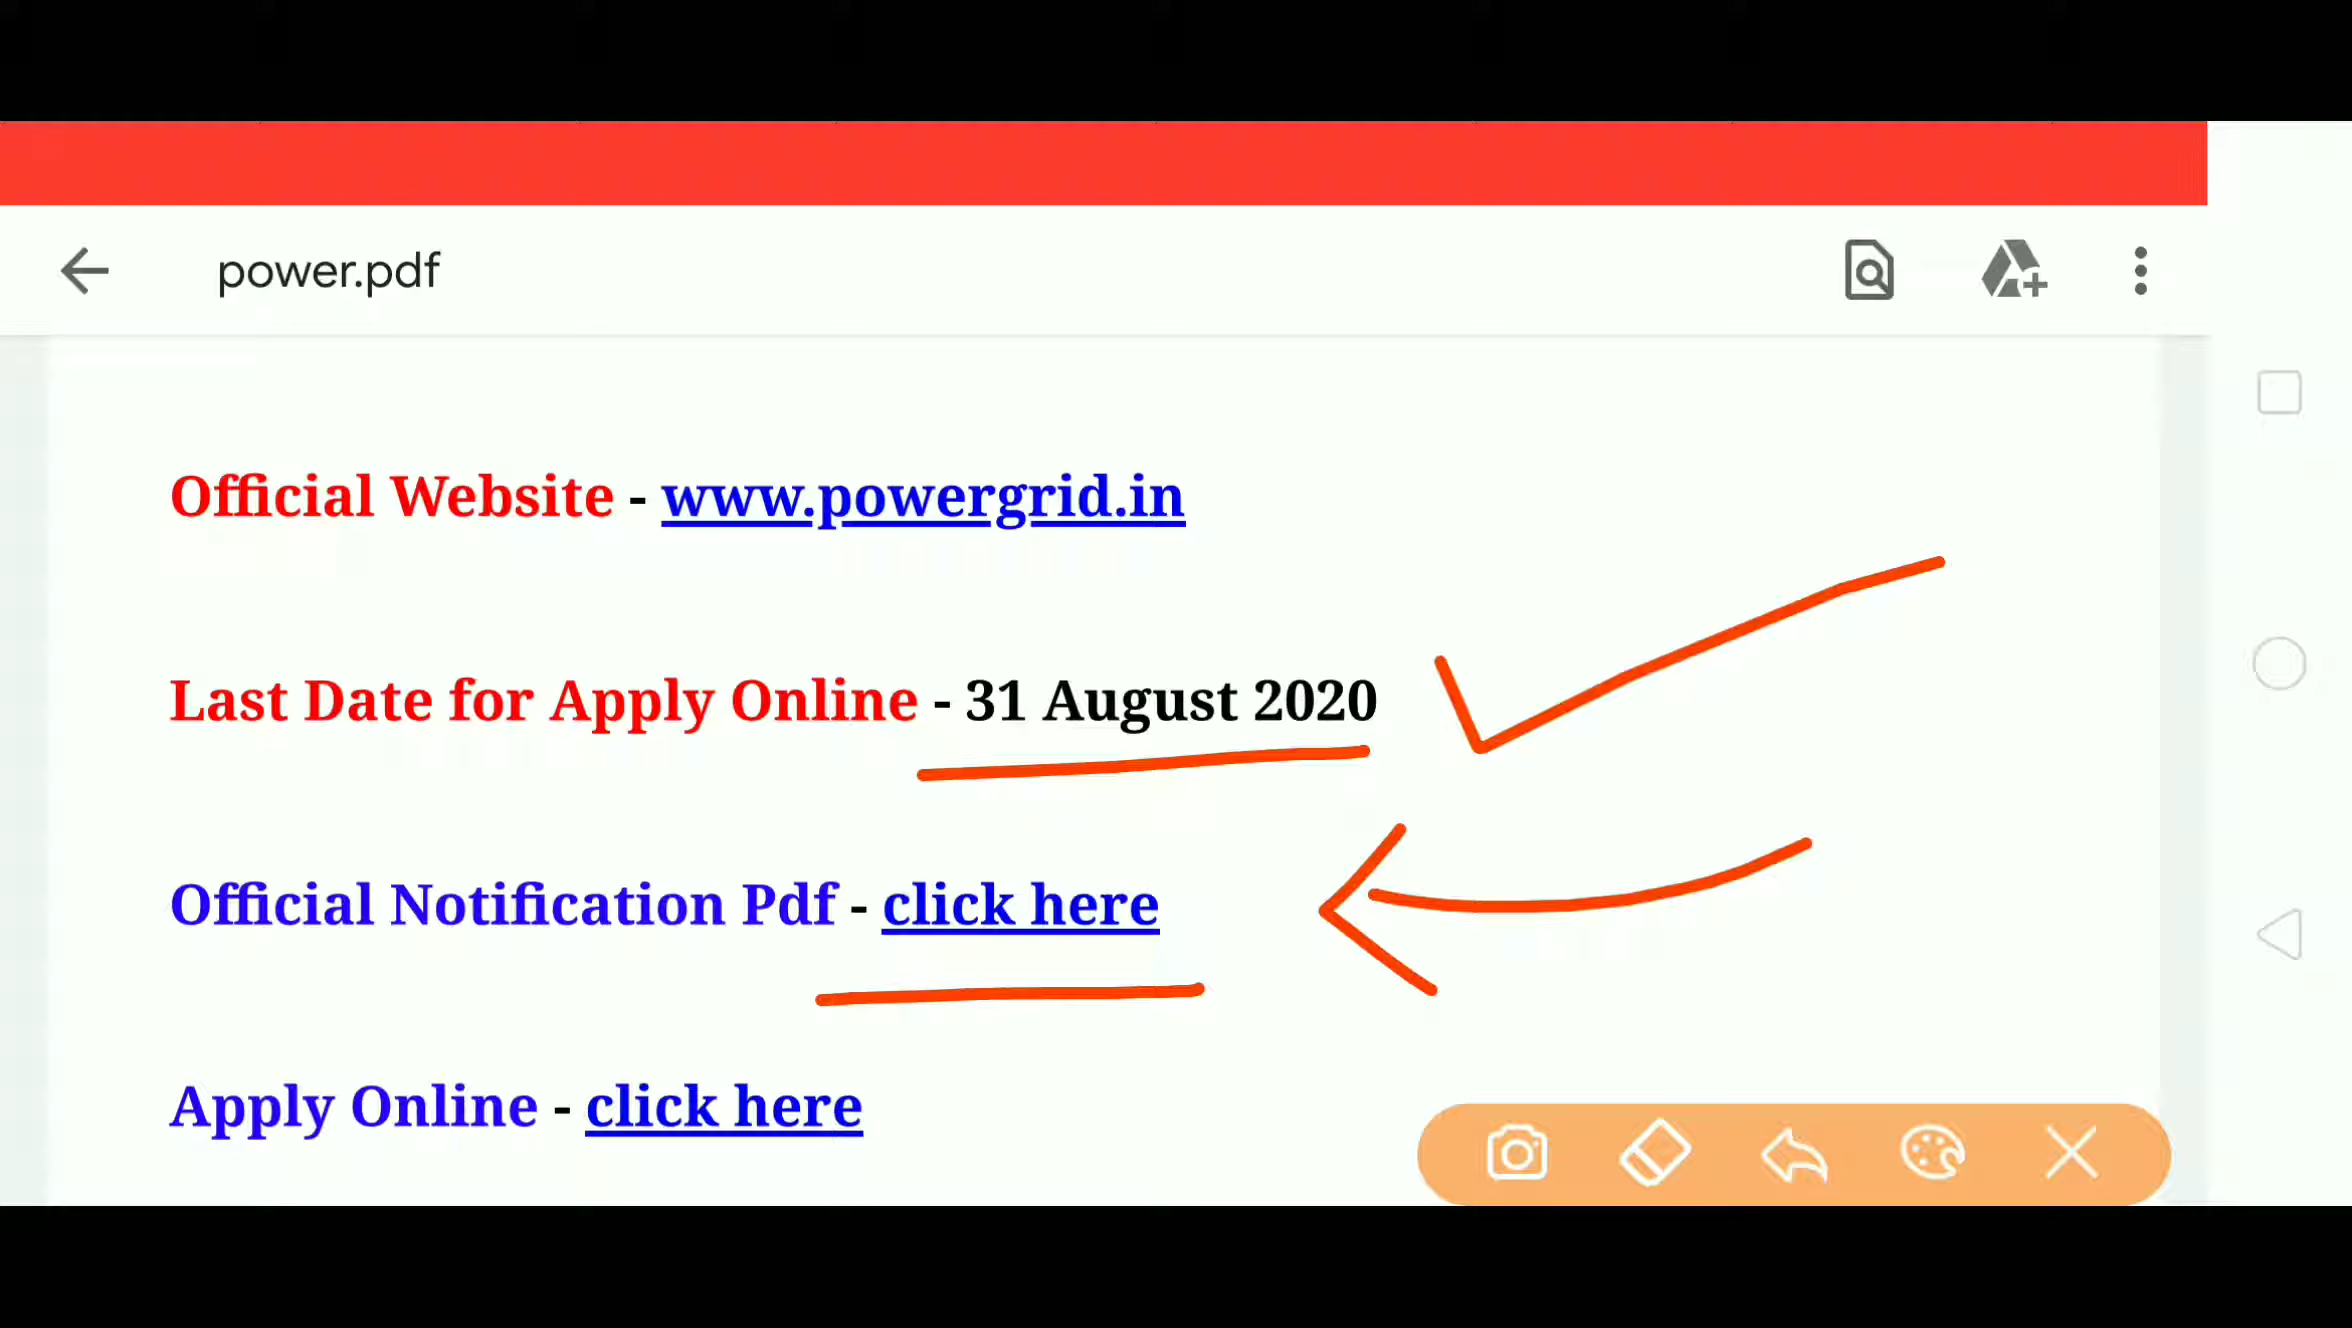 power.pdf
Official Website - www.powergrid.in
Last Date for Apply Online - 31 August 2020
Official Notification Pdf - click here
Apply Online - click here